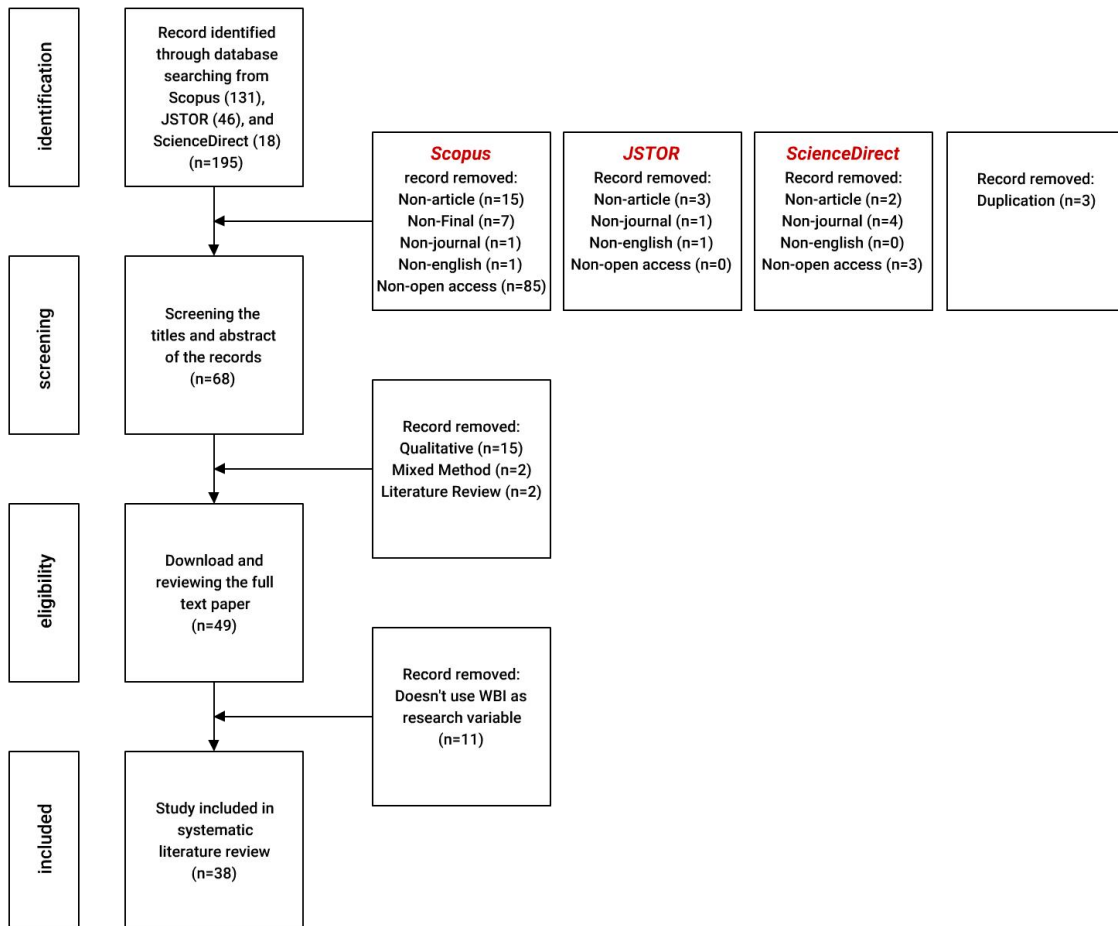 identification
Record identified
through database
searching from
Scopus (131),
JSTOR (46), and
ScienceDirect (18)
(n=195)
Scopus
record removed:
Non-article (n=15)
Non-Final (n=7)
Non-journal (n=1)
Non-english (n=1)
Non-open access (n=85)
JSTOR
Record removed:
Non-article (n=3)
Non-journal (n=1)
Non-english (n=1)
Non-open access (n=0)
ScienceDirect
Record removed:
Non-article (n=2)
Non-journal (n=4)
Non-english (n=0)
Non-open access (n=3)
Record removed:
Duplication (n=3)
screening
Screening the
titles and abstract
of the records
(n=68)
Record removed:
Qualitative (n=15)
Mixed Method (n=2)
Literature Review (n=2)
eligibility
Download and
reviewing the full
text paper
(n=49)
Record removed:
Doesn't use WBI as
research variable
(n=11)
included
Study included in
systematic
literature review
(n=38)